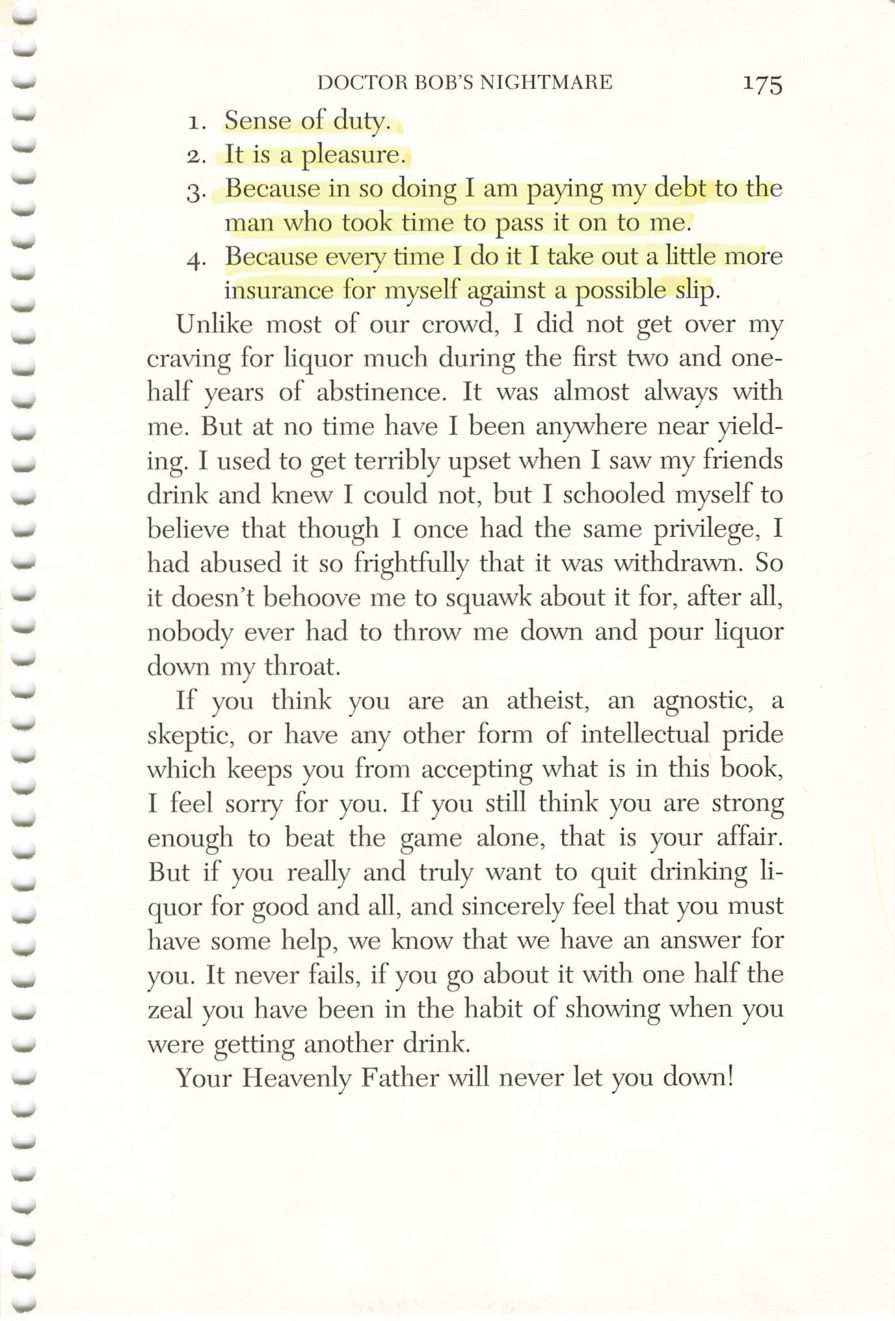 DOCTOR BOB'S NIGHTMARE 175
1. Sense of duty.
2. It is a pleasure.
3. Because in so doing I am paying my debt to the
man who took time to pass it on to me.
4. Because every time I do it I take out a little more
insurance for myself against a possible slip.
Unlike most of our crowd, I did not get over my
craving for liquor much during the first two and one-
half years of abstinence. It was almost always with
me. But at no time have I been anywhere near yield-
ing. I used to get terribly upset when I saw my friends
drink and knew I could not, but I schooled myself to
believe that though I once had the same privilege, I
had abused it so frightfully that it was withdrawn. So
it doesn't behoove me to squawk about it for, after all,
nobody ever had to throw me down and pour liquor
down my throat.
If you think you are an atheist, an agnostic, a
skeptic, or have any other form of intellectual pride
which keeps you from accepting what is in this book,
I feel sorry for you. If you still think you are strong
enough to beat the game alone, that is your affair.
But if you really and truly want to quit drinking li-
quor for good and all, and sincerely feel that you must
have some help, we know that we have an answer for
you. It never fails, if you go about it with one half the
zeal you have been in the habit of showing when you
were getting another drink.
Your Heavenly Father will never let you down!